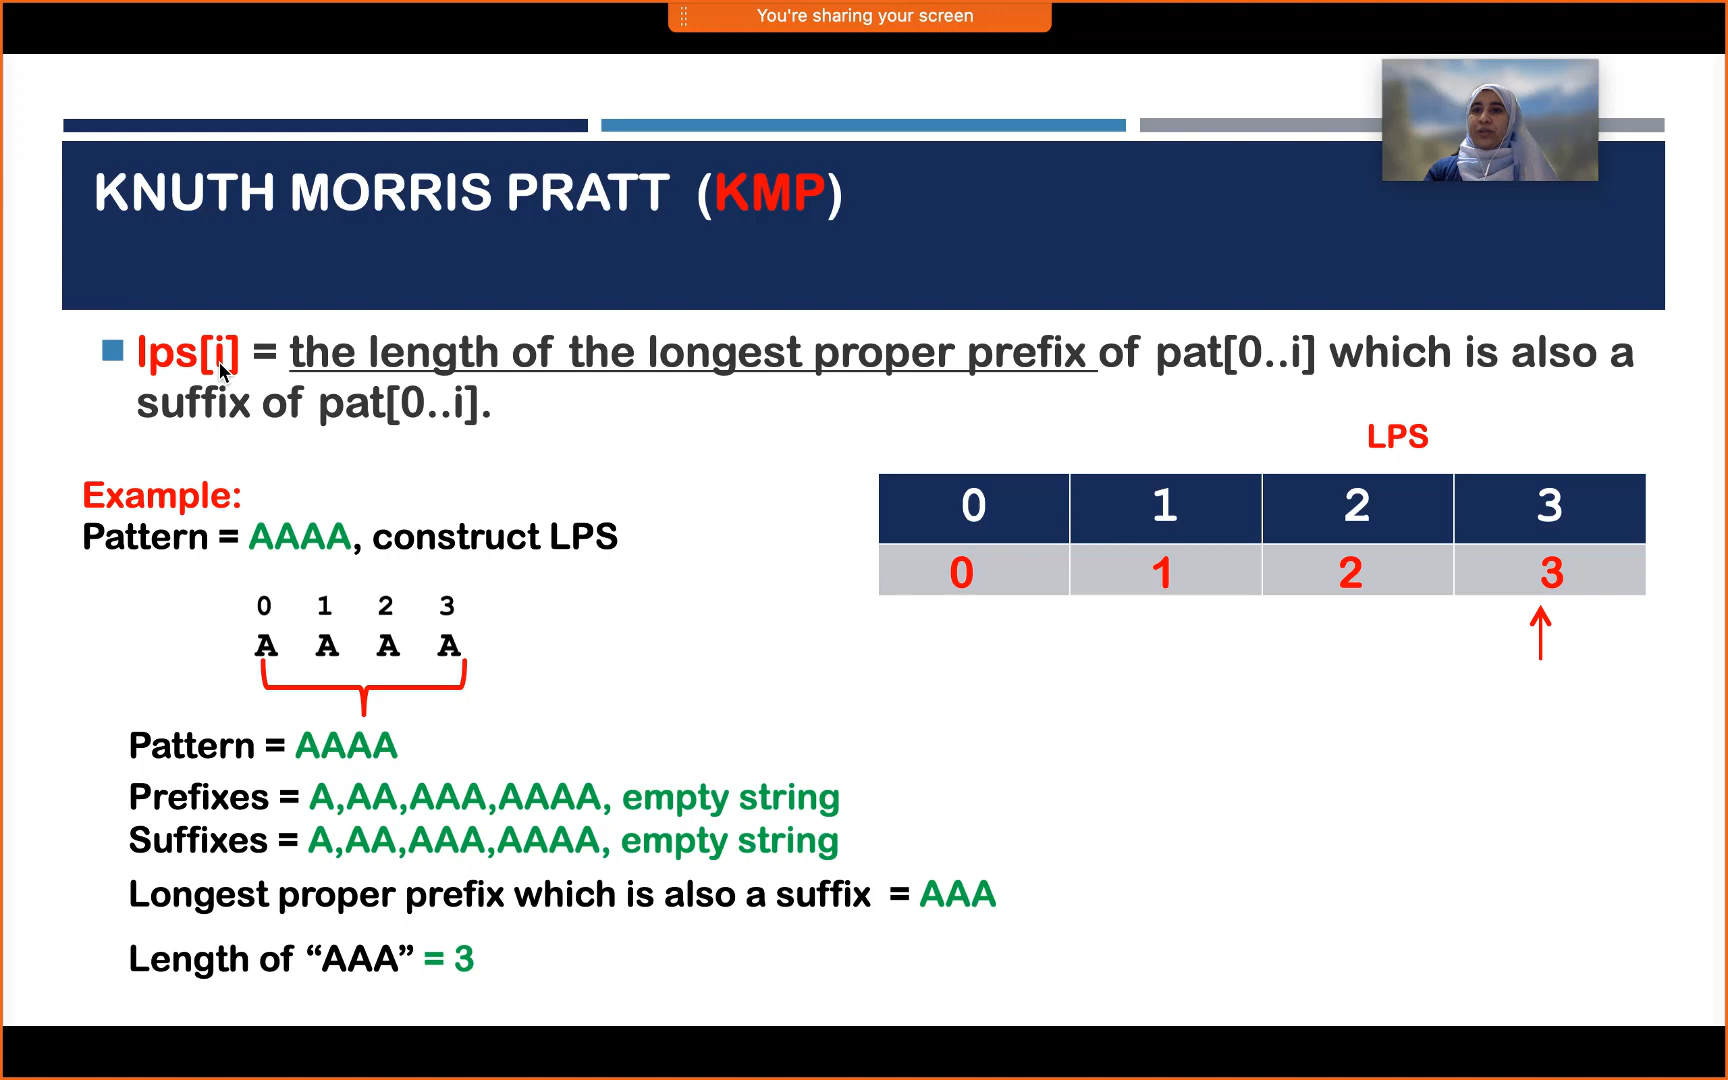 You're sharing your screen
KNUTH MORRIS PRATT (KMP)
lps[i] = the length of the longest proper prefix of pat[0..i] which is also a
suffix of pat[0..i].
LPS
0 1 2 3
0 1 2 3
Example:
Pattern = AAAA, construct LPS
0 1 2 3
A A A A
Pattern = AAAA
Prefixes = A,AA,AAA,AAAA, empty string
Suffixes = A,AA,AAA,AAAA, empty string
Longest proper prefix which is also a suffix = AAA
Length of “AAA” = 3